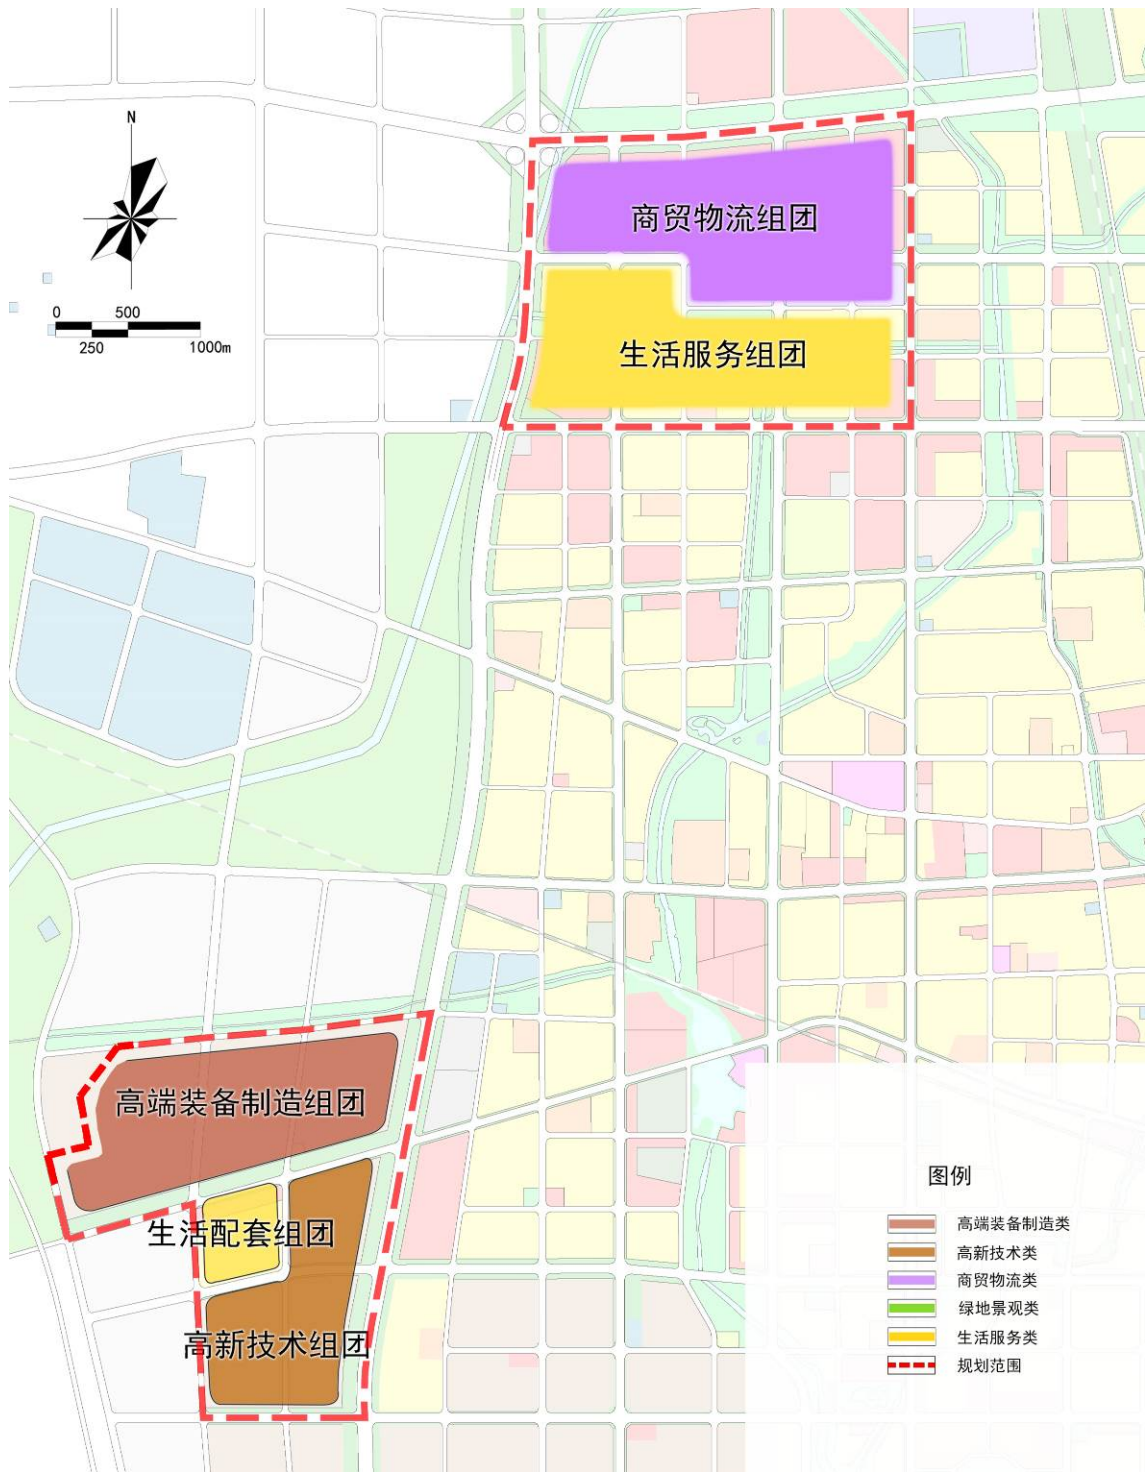 N
0 500
250 1000m
商贸物流组团
生活服务组团
高端装备制造组团
生活配套组团
高新技术组团
图例
高端装备制造类
高新技术类
商贸物流类
绿地景观类
生活服务类
规划范围